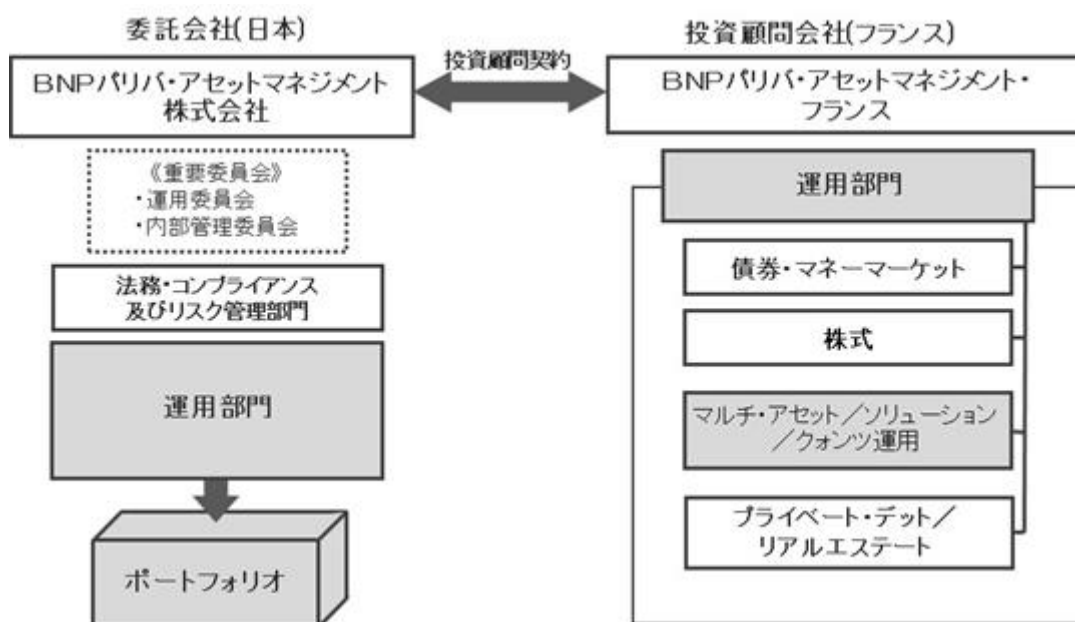 委託会社(日本)
BNPパリバ・アセットマネジメント
株式会社
投資顧問契約
投資顧問会社(フランス)
BNPパリバ・アセットマネジメント・
フランス
《重要委員会》
・運用委員会
・内部管理委員会
法務・コンプライアンス
及びリスク管理部門
運用部門
ポートフォリオ
運用部門
債券・マネーマーケット
株式
マルチ・アセット／ソリューション
／クォンツ運用
プライベート・デット／
リアルエステート